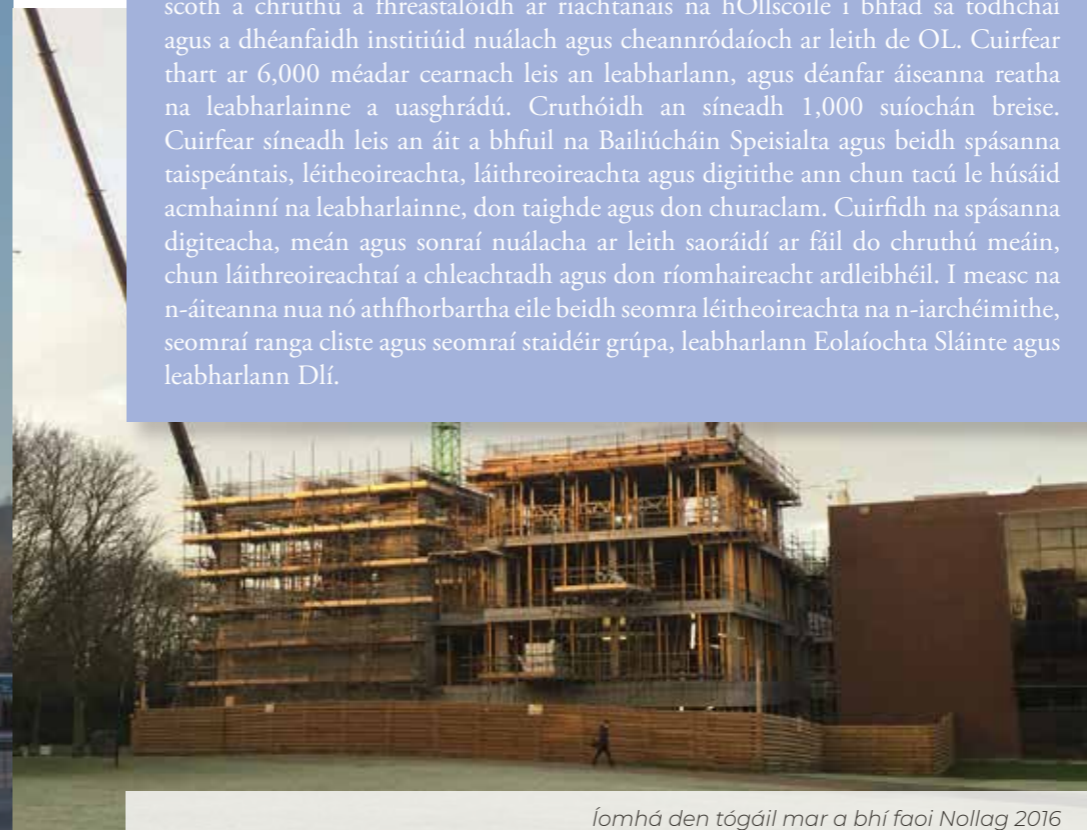 scoth a chruthú a fhreastalóidh ar riachtanais na hOllscoile i bhfad sa todhchaí
agus a dhéanfaidh institiúid nuálach agus cheannródaíoch ar leith de OL. Cuirfear
thart ar 6,000 méadar cearnach leis an leabharlann, agus déanfar áiseanna reatha
na leabharlainne a uasghrádú. Cruthóidh an síneadh 1,000 suíochán breise.
Cuirfear síneadh leis an áit a bhfuil na Bailiúcháin Speisialta agus beidh spásanna
taispeántais, léitheoireachta, láithreoireachta agus digitithe ann chun tacú le húsáid
acmhainní na leabharlainne, don taighde agus don churaclam. Cuirfidh na spásanna
digiteacha, meán agus sonraí nuálacha ar leith saoráidí ar fáil do chruthú meáin,
chun láithreoireachtaí a chleachtadh agus don ríomhaireacht ardleibhéil. I measc na
n-áiteanna nua nó athfhorbartha eile beidh seomra léitheoireachta na n-iarchéimithe,
seomraí ranga cliste agus seomraí staidéir grúpa, leabharlann Eolaíochta Sláinte agus
leabharlann Dlí.
Íomhá den tógáil mar a bhí faoi Nollag 2016